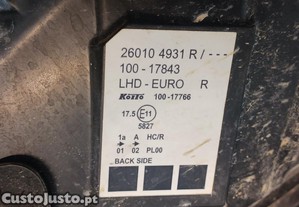 26010 4931 R / ---
100 - 17843
LHD - EURO R
Koito 100-17766
17.5 E11
5827
1a A HC/R
01 02 PL00
BACK SIDE
CustoJusto.pt